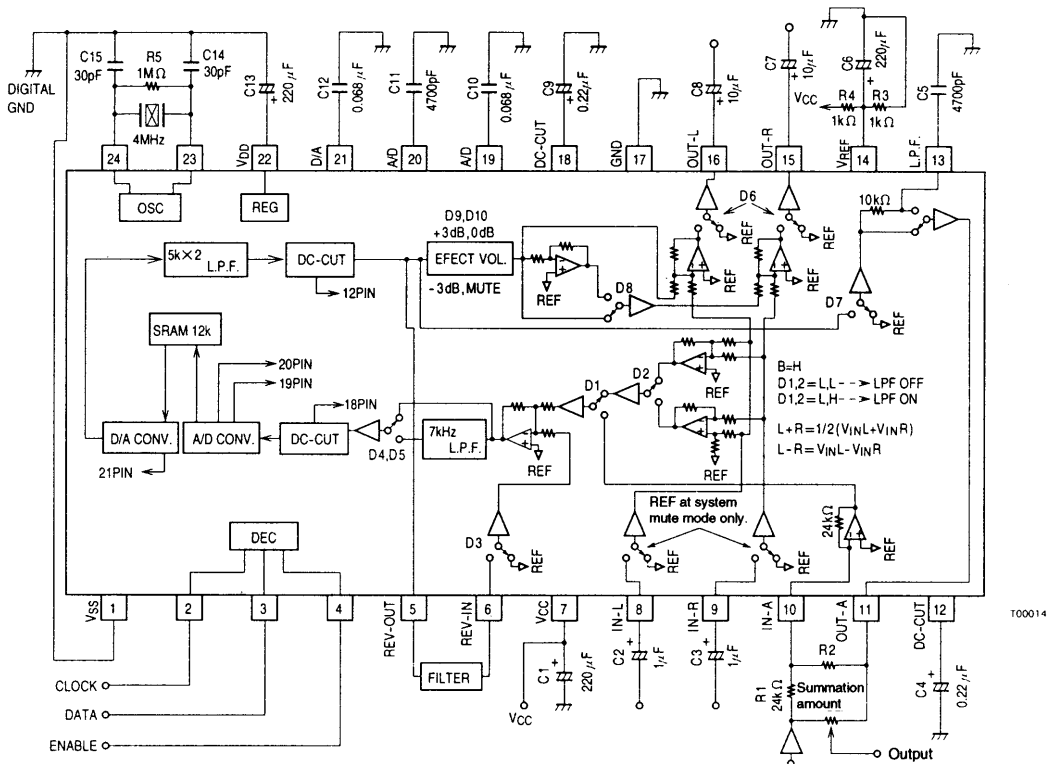 C15
30pF
R5
1MΩ
C14
30pF
DIGITAL
GND
4MHz
C13
220μF
C12
0.068μF
C11
4700pF
C10
0.068μF
C9
0.22μF
C8
10μF
C7
10μF
C6
220μF
VCC
R4
1kΩ
R3
1kΩ
C5
4700pF
24
23
VDD
22
D/A
21
A/D
20
A/D
19
DC-CUT
18
GND
17
OUT-L
16
OUT-R
15
VREF
14
L.P.F.
13
OSC
REG
D9,D10
+3dB,0dB
D6
10kΩ
5k×2
L.P.F.
DC-CUT
12PIN
EFECT VOL.
-3dB,MUTE
REF
D8
REF
REF
REF
REF
D7
REF
SRAM 12k
20PIN
19PIN
18PIN
D/A CONV.
A/D CONV.
DC-CUT
21PIN
D4,D5
7kHz
L.P.F.
REF
D1
D2
REF
REF
B=H
D1,2=L,L--→LPF OFF
D1,2=L,H--→LPF ON
L+R=1/2(VINL+VINR)
L-R=VINL-VINR
DEC
D3
REF
REF at system
mute mode only.
REF
REF
24kΩ
REF
VSS
1
2
3
4
REV-OUT
5
REV-IN
6
VCC
7
IN-L
8
IN-R
9
IN-A
10
OUT-A
11
DC-CUT
12
T00014
CLOCK
DATA
ENABLE
FILTER
VCC
C1
220μF
C2
1μF
C3
1μF
R2
R1
24kΩ
Summation
amount
Output
C4
0.22μF